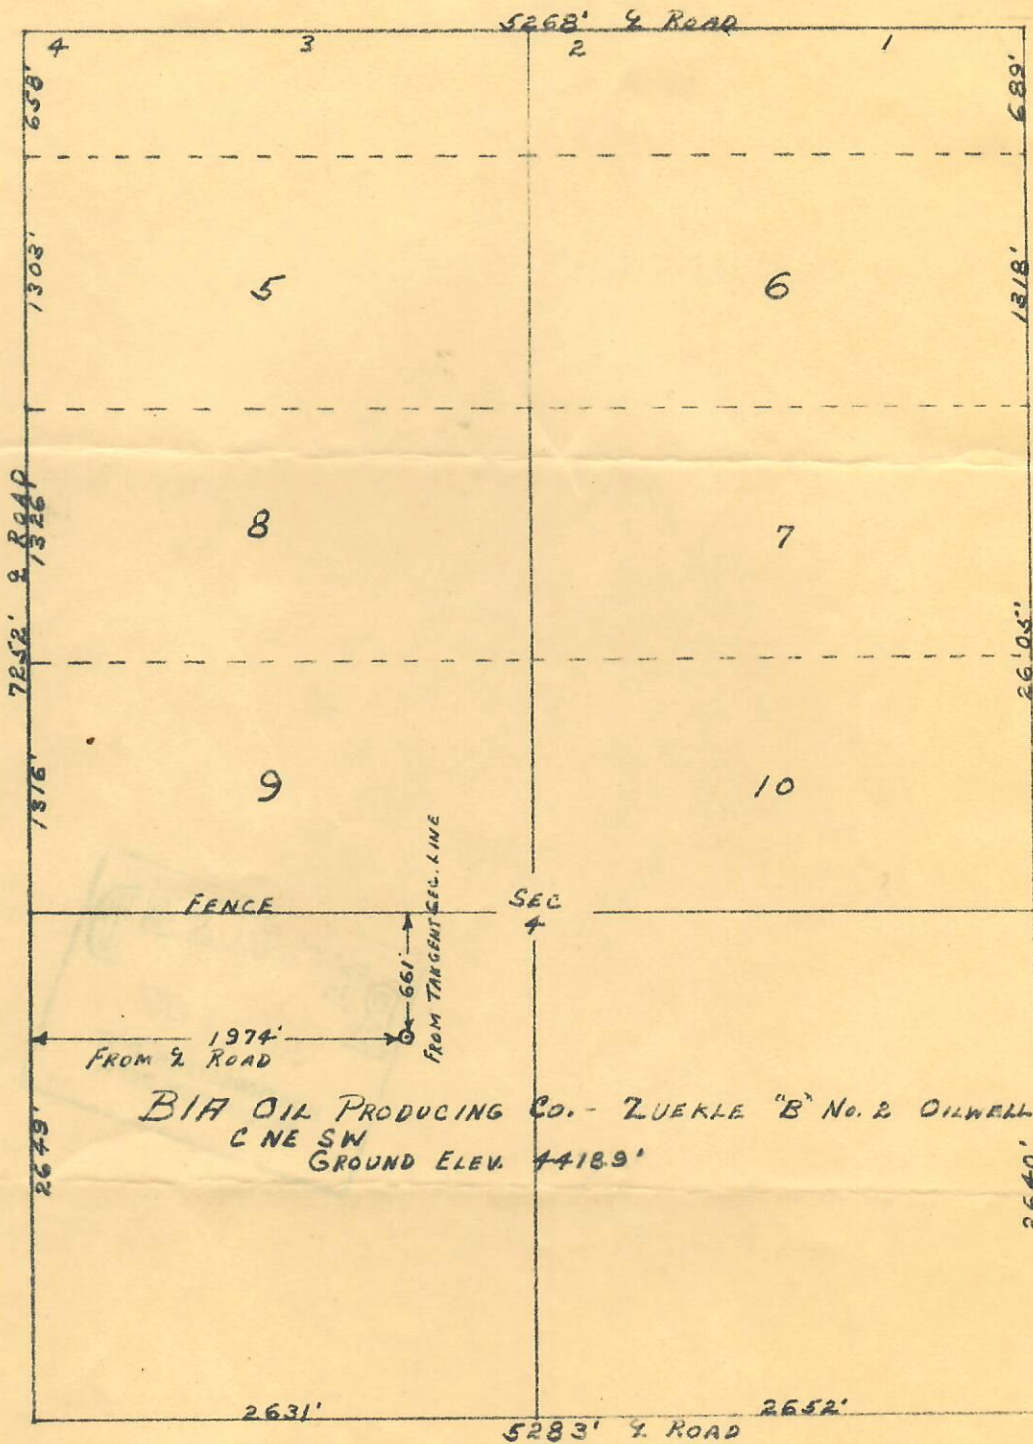 5268' ℄ ROAD
4 3 2 1
658'
689'
1303'
1318'
5 6
7252' ℄ ROAD
1326'
8 7
26'05"
1316'
9 10
FENCE
SEC
4
661'
FROM TANGENT SEC. LINE
1974'
FROM ℄ ROAD
OIL PRODUCING CO. - ZUEKLE "B" No. 2 OILWELL
C NE SW
GROUND ELEV. 4418.9'
2649'
2640'
2631' 2652'
5283' ℄ ROAD